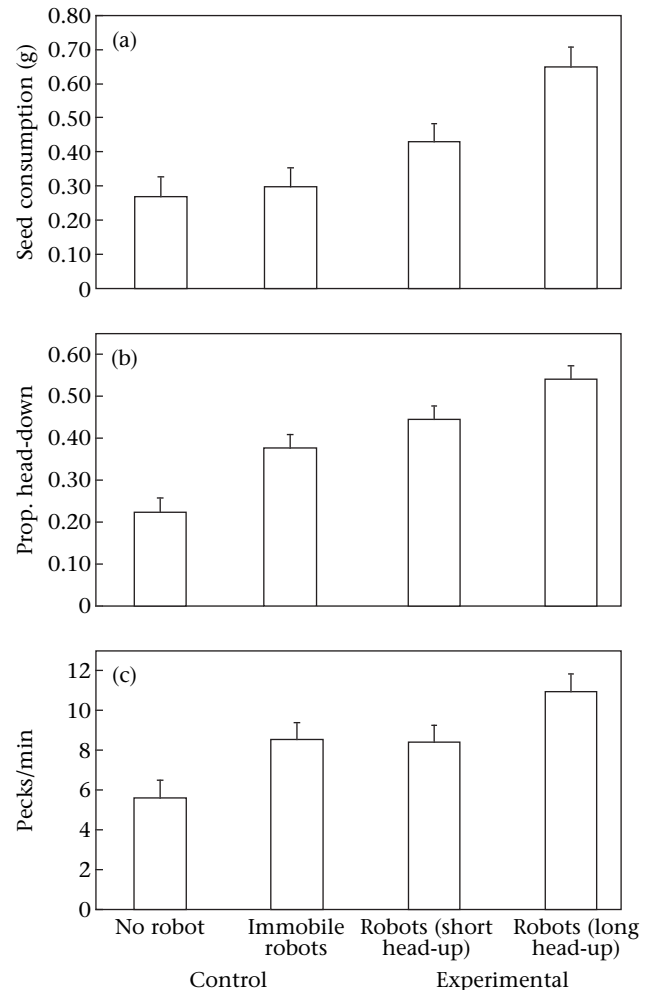 0.80
(a)
0.70
0.60
0.50
0.40
0.30
0.20
0.10
0
Seed consumption (g)
(b)
0.60
0.50
0.40
0.30
0.20
0.10
0
Prop. head-down
(c)
12
10
8
6
4
2
0
Pecks/min
No robot Immobile Robots (short Robots (long
robots head-up) head-up)
Control Experimental